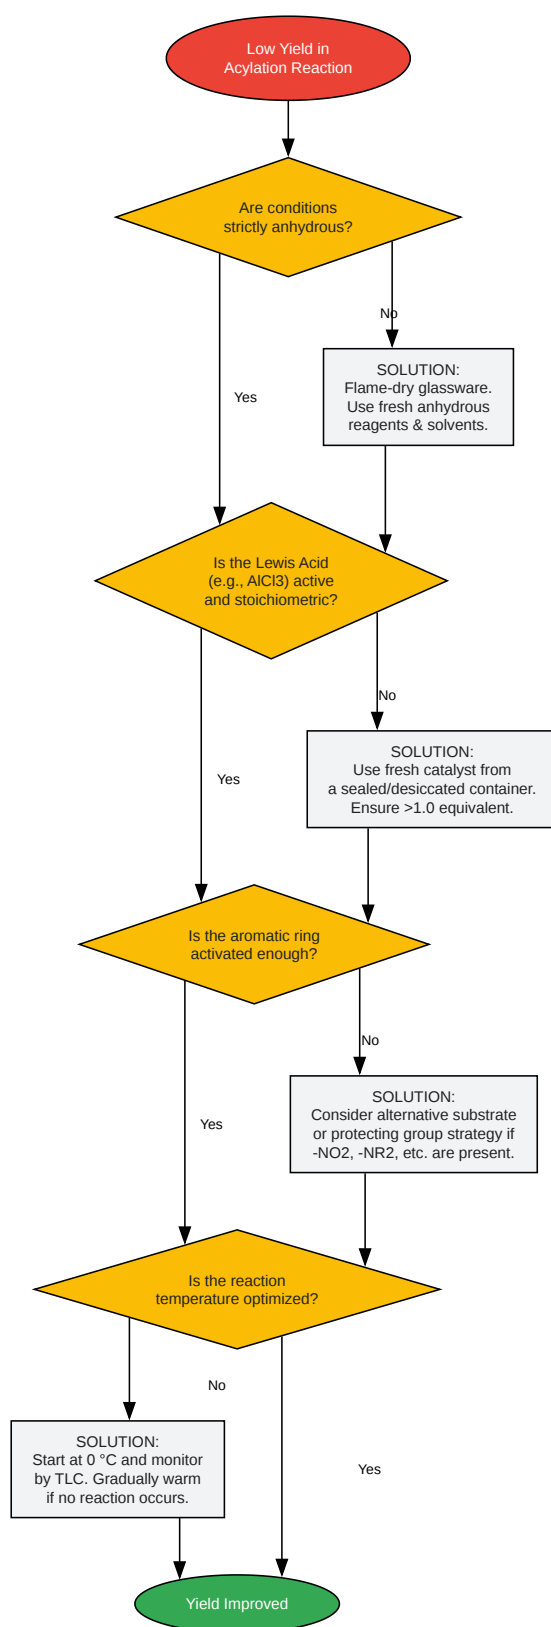 Low Yield in
Acylation Reaction
Are conditions
strictly anhydrous?
No
SOLUTION:
Flame-dry glassware.
Use fresh anhydrous
reagents & solvents.
Yes
Is the Lewis Acid
(e.g., AlCl3) active
and stoichiometric?
No
SOLUTION:
Use fresh catalyst from
a sealed/desiccated container.
Ensure >1.0 equivalent.
Yes
Is the aromatic ring
activated enough?
No
SOLUTION:
Consider alternative substrate
or protecting group strategy if
-NO2, -NR2, etc. are present.
Yes
Is the reaction
temperature optimized?
No
SOLUTION:
Start at 0 °C and monitor
by TLC. Gradually warm
if no reaction occurs.
Yes
Yield Improved